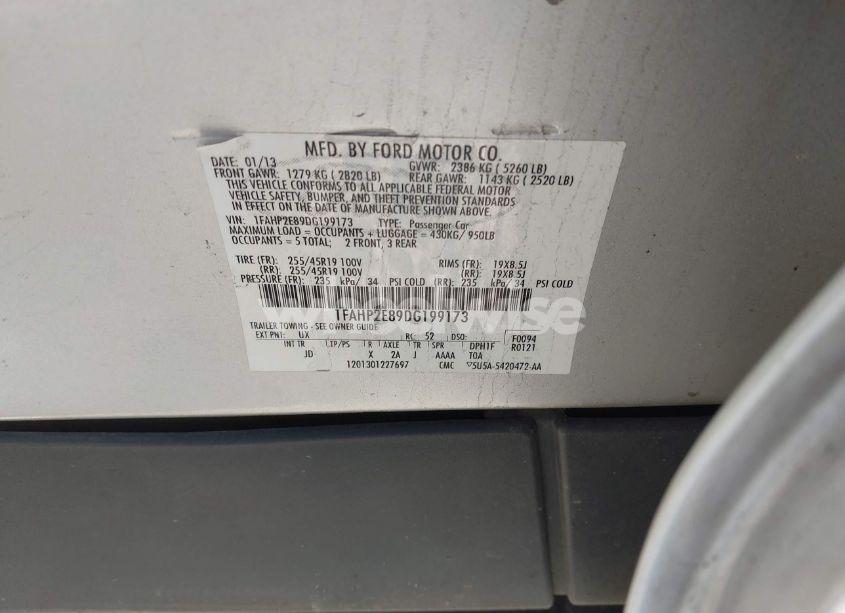 MFD. BY FORD MOTOR CO.
DATE: 01/13 GVWR: 2386 KG ( 5260 LB)
FRONT GAWR: 1279 KG ( 2820 LB) REAR GAWR: 1143 KG ( 2520 LB)
THIS VEHICLE CONFORMS TO ALL APPLICABLE FEDERAL MOTOR
VEHICLE SAFETY, BUMPER, AND THEFT PREVENTION STANDARDS
IN EFFECT ON THE DATE OF MANUFACTURE SHOWN ABOVE.
VIN: 1FAHP2E89DG199173 TYPE: Passenger Car
MAXIMUM LOAD = OCCUPANTS + LUGGAGE = 430KG/ 950LB
OCCUPANTS = 5 TOTAL; 2 FRONT, 3 REAR
TIRE (FR): 255/45R19 100V RIMS (FR): 19X8.5J
(RR): 255/45R19 100V (RR): 19X8.5J
PRESSURE (FR): 235 kPa/ 34 PSI COLD (RR): 235 kPa/ 34 PSI COLD
1FAHP2E89DG199173
TRAILER TOWING - SEE OWNER GUIDE
EXT PNT: UX RC: 52 DSO: F0094
INT TR TP/PS R AXLE TR SPR DPH1F R0121
JD X 2A J AAAA TOA
1201301227697 CMC 5U5A-5420472-AA